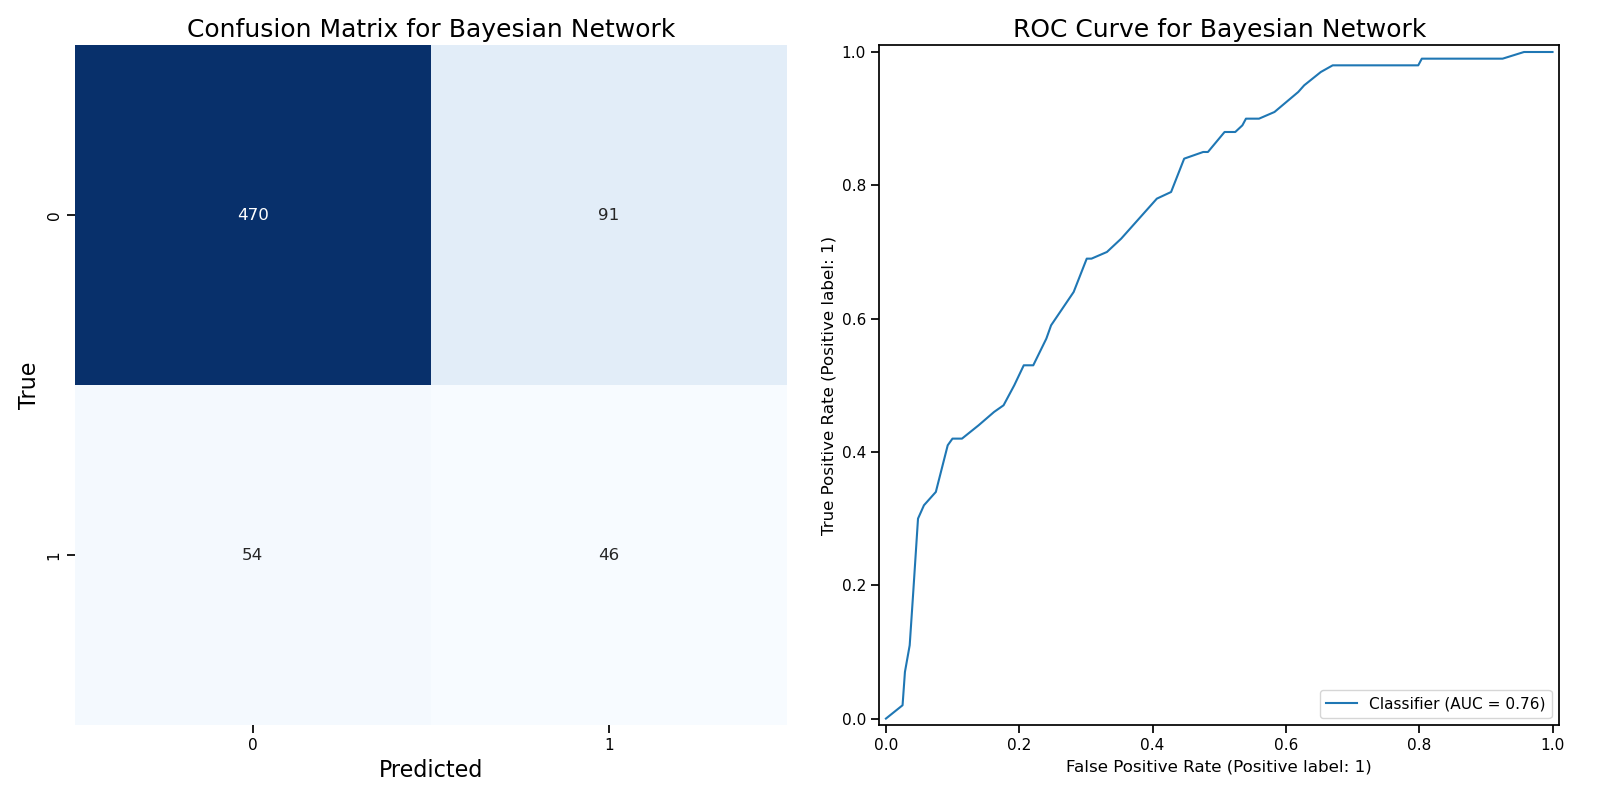 Confusion Matrix for Bayesian Network
0
470
91
True
1
54
46
0
1
Predicted
ROC Curve for Bayesian Network
1.0
0.8
0.6
0.4
0.2
0.0
True Positive Rate (Positive label: 1)
Classifier (AUC = 0.76)
0.0
0.2
0.4
0.6
0.8
1.0
False Positive Rate (Positive label: 1)